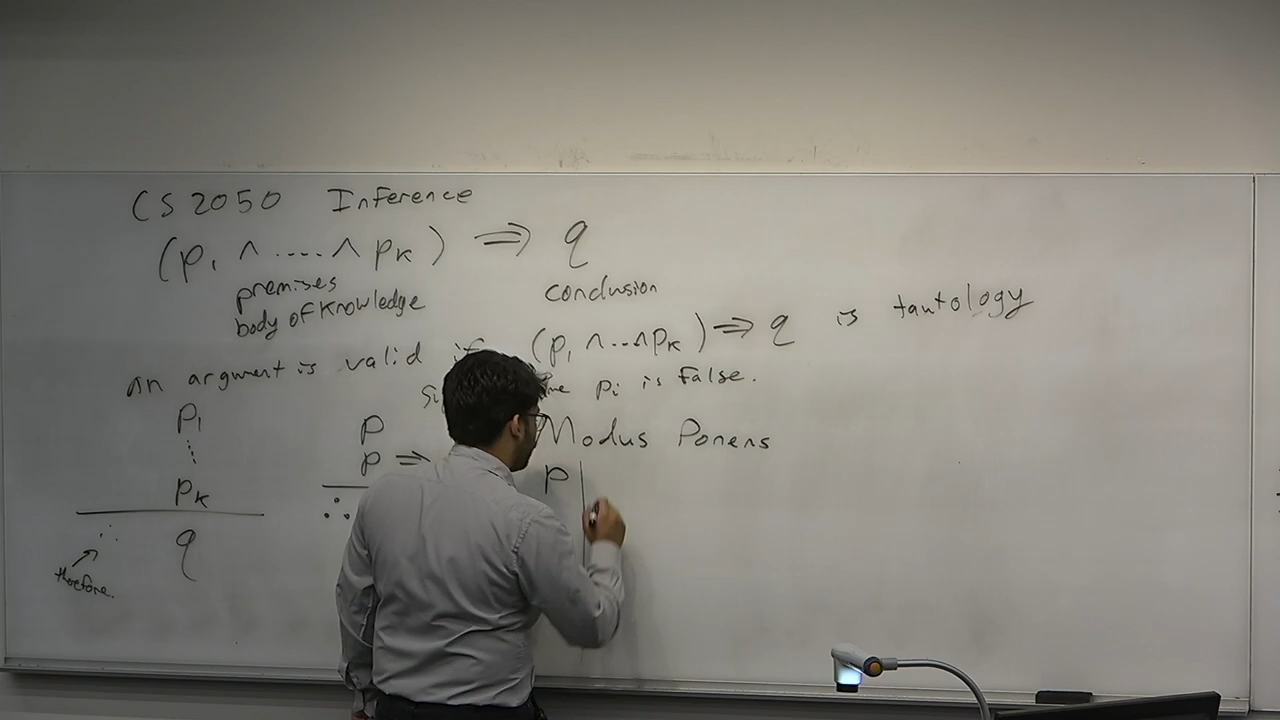 CS 2050 Inference
(p₁ ∧ ..... ∧ pₖ) ⇒ q
premises conclusion
body of Knowledge
An argument is valid if (p₁ ∧ ... ∧ pₖ) ⇒ q is tautology
pᵢ is False.
p₁
⋮
pₖ
∴ q
therefore.
p
p ⇒
∴
Modus Ponens
p